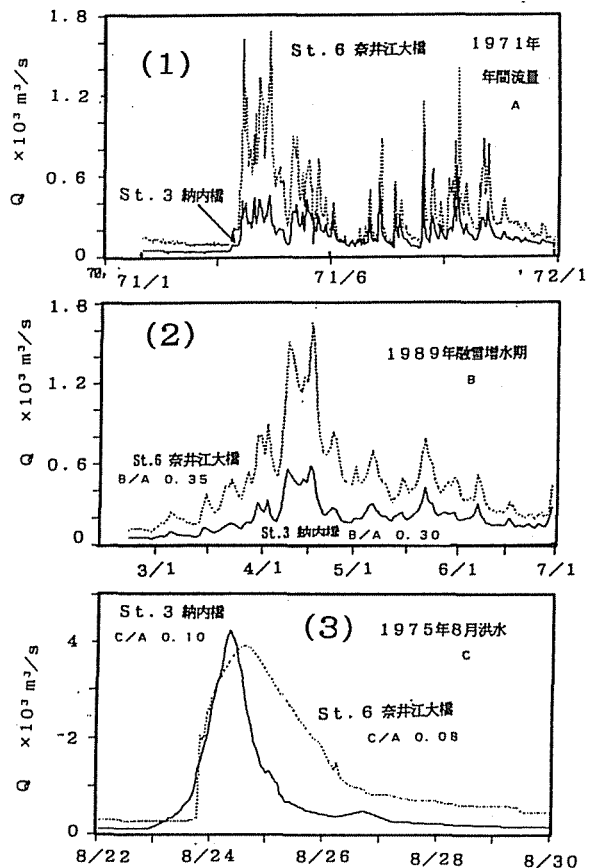 1.8
(1)
St.6 奈井江大橋
1971年
年間流量
A
1.2
Q ×10³m³/s
0.6
St.3 納内橋
0
70, '71/1
71/6
'72/1
1.8
(2)
1989年融雪増水期
B
1.2
Q ×10³m³/s
0.6
St.6 奈井江大橋
B/A 0.35
St.3 納内橋 B/A 0.30
0
3/1 4/1 5/1 6/1 7/1
St.3 納内橋
C/A 0.10
(3)
1975年8月洪水
C
4
Q ×10³m³/s
St.6 奈井江大橋
C/A 0.08
2
0
8/22 8/24 8/26 8/28 8/30